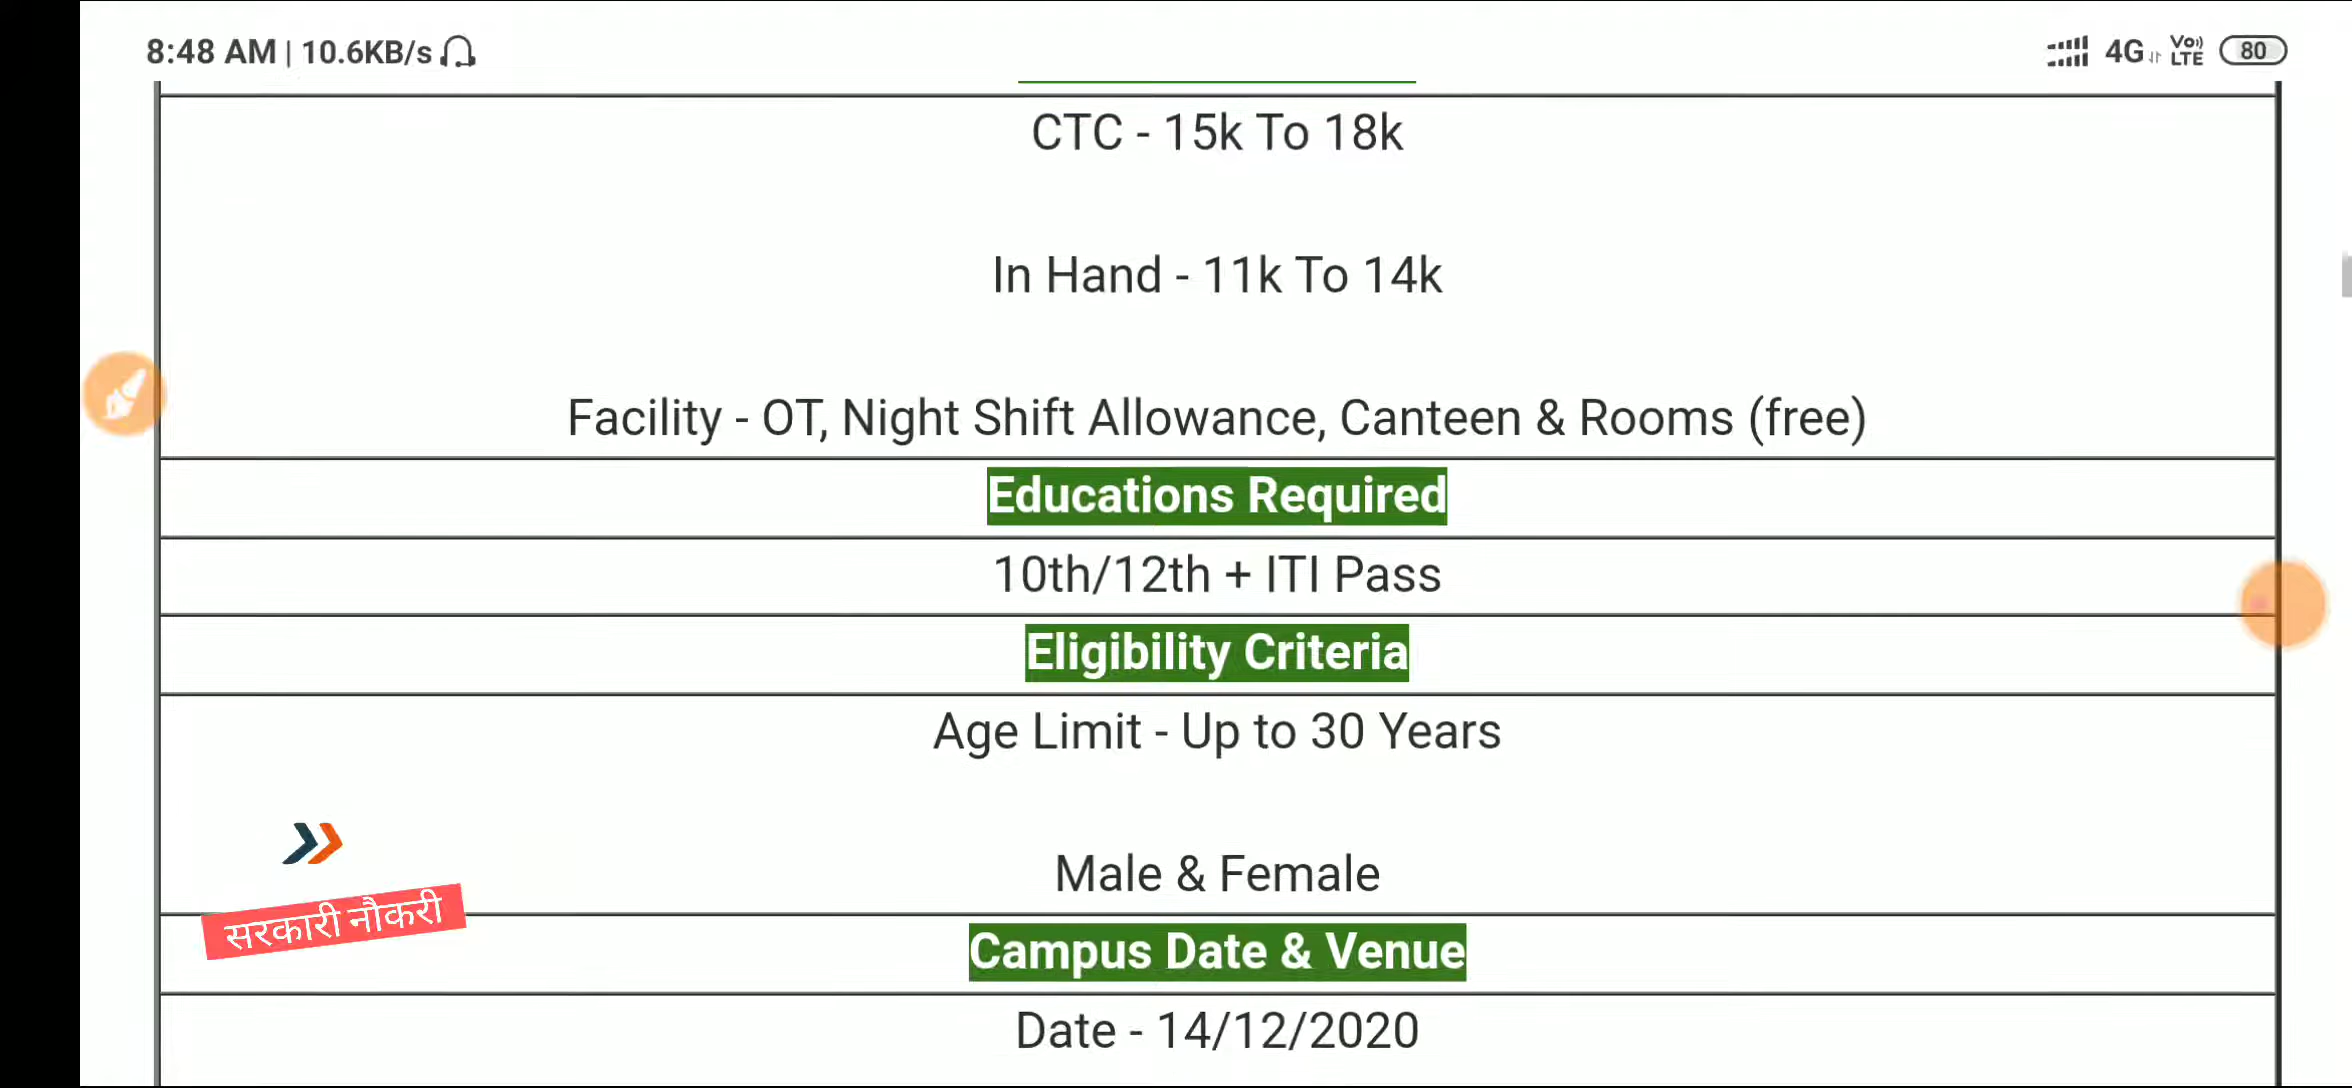 8:48 AM | 10.6KB/s 4G Vo)) LTE 80
CTC - 15k To 18k
In Hand - 11k To 14k
Facility - OT, Night Shift Allowance, Canteen & Rooms (free)
Educations Required
10th/12th + ITI Pass
Eligibility Criteria
Age Limit - Up to 30 Years
Male & Female
सरकारी नौकरी
Campus Date & Venue
Date - 14/12/2020